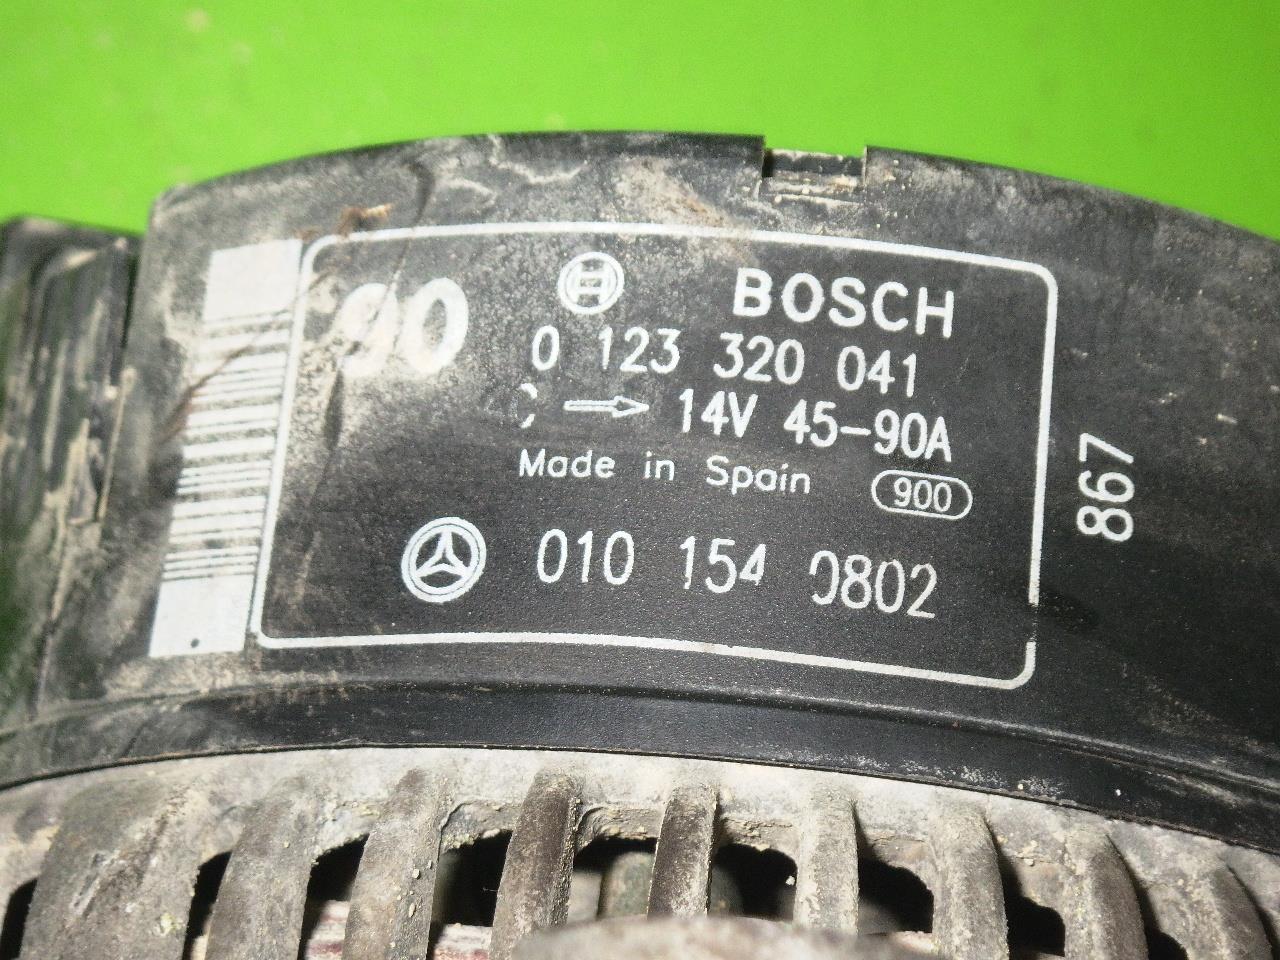 90
BOSCH
0 123 320 041
14V 45-90A
Made in Spain 900
010 154 0802
867